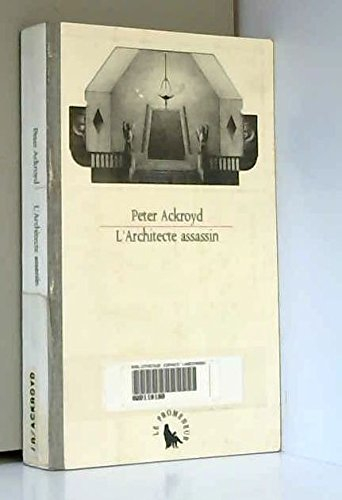 Peter Ackroyd
L'Architecte assassin
Peter Ackroyd
L'Architecte assassin
LE PROMENEUR
ACKROYD